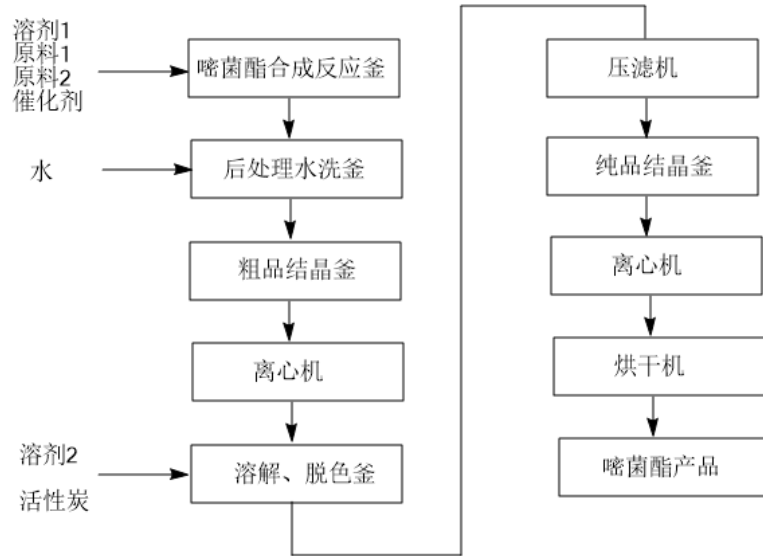 溶剂1
原料1
原料2
催化剂
嘧菌酯合成反应釜
水
后处理水洗釜
粗品结晶釜
离心机
溶剂2
活性炭
溶解、脱色釜
压滤机
纯品结晶釜
离心机
烘干机
嘧菌酯产品